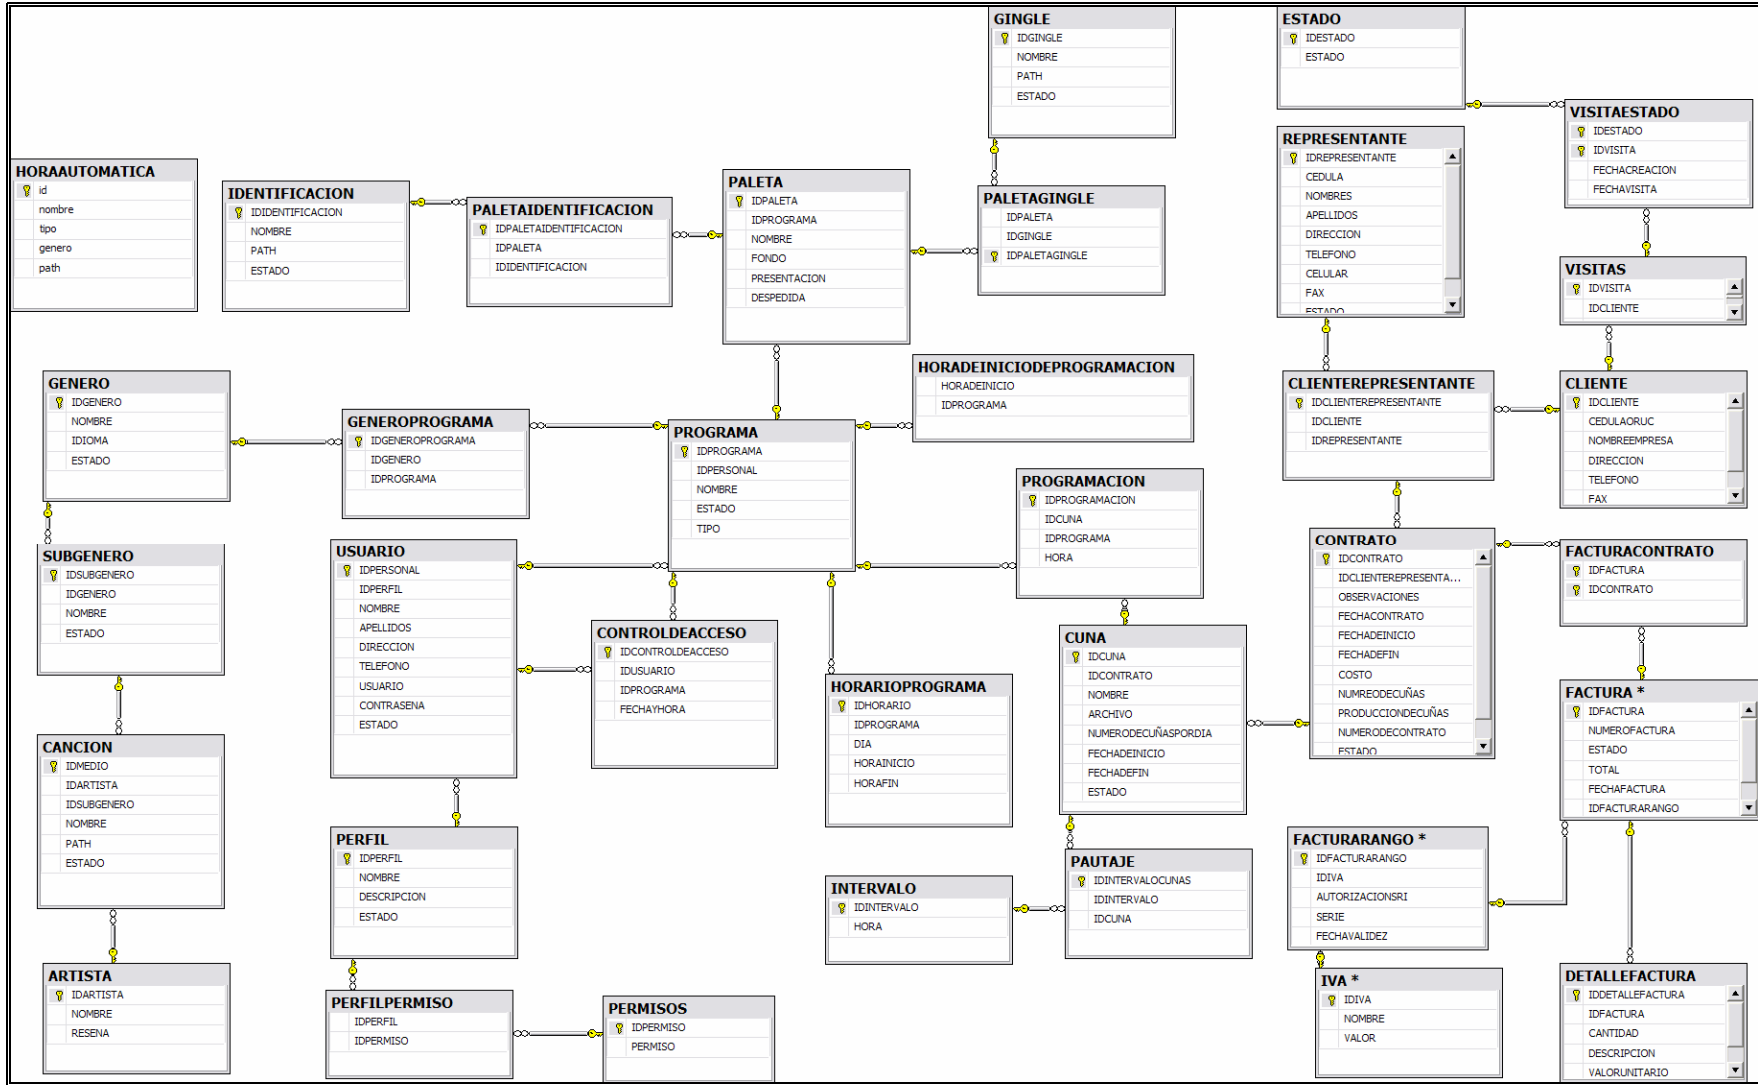 GINGLE
IDGINGLE
NOMBRE
PATH
ESTADO
ESTADO
IDESTADO
ESTADO
VISITAESTADO
IDESTADO
IDVISITA
FECHACREACION
FECHAVISITA
REPRESENTANTE
IDREPRESENTANTE
CEDULA
NOMBRES
APELLIDOS
DIRECCION
TELEFONO
CELULAR
FAX
ESTADO
HORAAUTOMATICA
id
nombre
tipo
genero
path
IDENTIFICACION
IDIDENTIFICACION
NOMBRE
PATH
ESTADO
PALETAIDENTIFICACION
IDPALETAIDENTIFICACION
IDPALETA
IDIDENTIFICACION
PALETA
IDPALETA
IDPROGRAMA
NOMBRE
FONDO
PRESENTACION
DESPEDIDA
PALETAGINGLE
IDPALETA
IDGINGLE
IDPALETAGINGLE
VISITAS
IDVISITA
IDCLIENTE
GENERO
IDGENERO
NOMBRE
IDIOMA
ESTADO
GENEROPROGRAMA
IDGENEROPROGRAMA
IDGENERO
IDPROGRAMA
PROGRAMA
IDPROGRAMA
IDPERSONAL
NOMBRE
ESTADO
TIPO
HORADEINICIODEPROGRAMACION
HORADEINICIO
IDPROGRAMA
CLIENTEREPRESENTANTE
IDCLIENTEREPRESENTANTE
IDCLIENTE
IDREPRESENTANTE
CLIENTE
IDCLIENTE
CEDULAORUC
NOMBREEMPRESA
DIRECCION
TELEFONO
FAX
PROGRAMACION
IDPROGRAMACION
IDCUNA
IDPROGRAMA
HORA
SUBGENERO
IDSUBGENERO
IDGENERO
NOMBRE
ESTADO
USUARIO
IDPERSONAL
IDPERFIL
NOMBRE
APELLIDOS
DIRECCION
TELEFONO
USUARIO
CONTRASENA
ESTADO
CONTROLDEACCESO
IDCONTROLDEACCESO
IDUSUARIO
IDPROGRAMA
FECHAYHORA
HORARIOPROGRAMA
IDHORARIO
IDPROGRAMA
DIA
HORAINICIO
HORAFIN
CUNA
IDCUNA
IDCONTRATO
NOMBRE
ARCHIVO
NUMERODECUÑASPORDIA
FECHADEINICIO
FECHADEFIN
ESTADO
CONTRATO
IDCONTRATO
IDCLIENTEREPRESENTA...
OBSERVACIONES
FECHACONTRATO
FECHADEINICIO
FECHADEFIN
COSTO
NUMREODECUÑAS
PRODUCCIONDECUÑAS
NUMERODECONTRATO
ESTADO
FACTURACONTRATO
IDFACTURA
IDCONTRATO
FACTURA *
IDFACTURA
NUMEROFACTURA
ESTADO
TOTAL
FECHAFACTURA
IDFACTURARANGO
CANCION
IDMEDIO
IDARTISTA
IDSUBGENERO
NOMBRE
PATH
ESTADO
PERFIL
IDPERFIL
NOMBRE
DESCRIPCION
ESTADO
INTERVALO
IDINTERVALO
HORA
PAUTAJE
IDINTERVALOCUNAS
IDINTERVALO
IDCUNA
FACTURARANGO *
IDFACTURARANGO
IDIVA
AUTORIZACIONSRI
SERIE
FECHAVALIDEZ
ARTISTA
IDARTISTA
NOMBRE
RESENA
PERFILPERMISO
IDPERFIL
IDPERMISO
PERMISOS
IDPERMISO
PERMISO
IVA *
IDIVA
NOMBRE
VALOR
DETALLEFACTURA
IDDETALLEFACTURA
IDFACTURA
CANTIDAD
DESCRIPCION
VALORUNITARIO